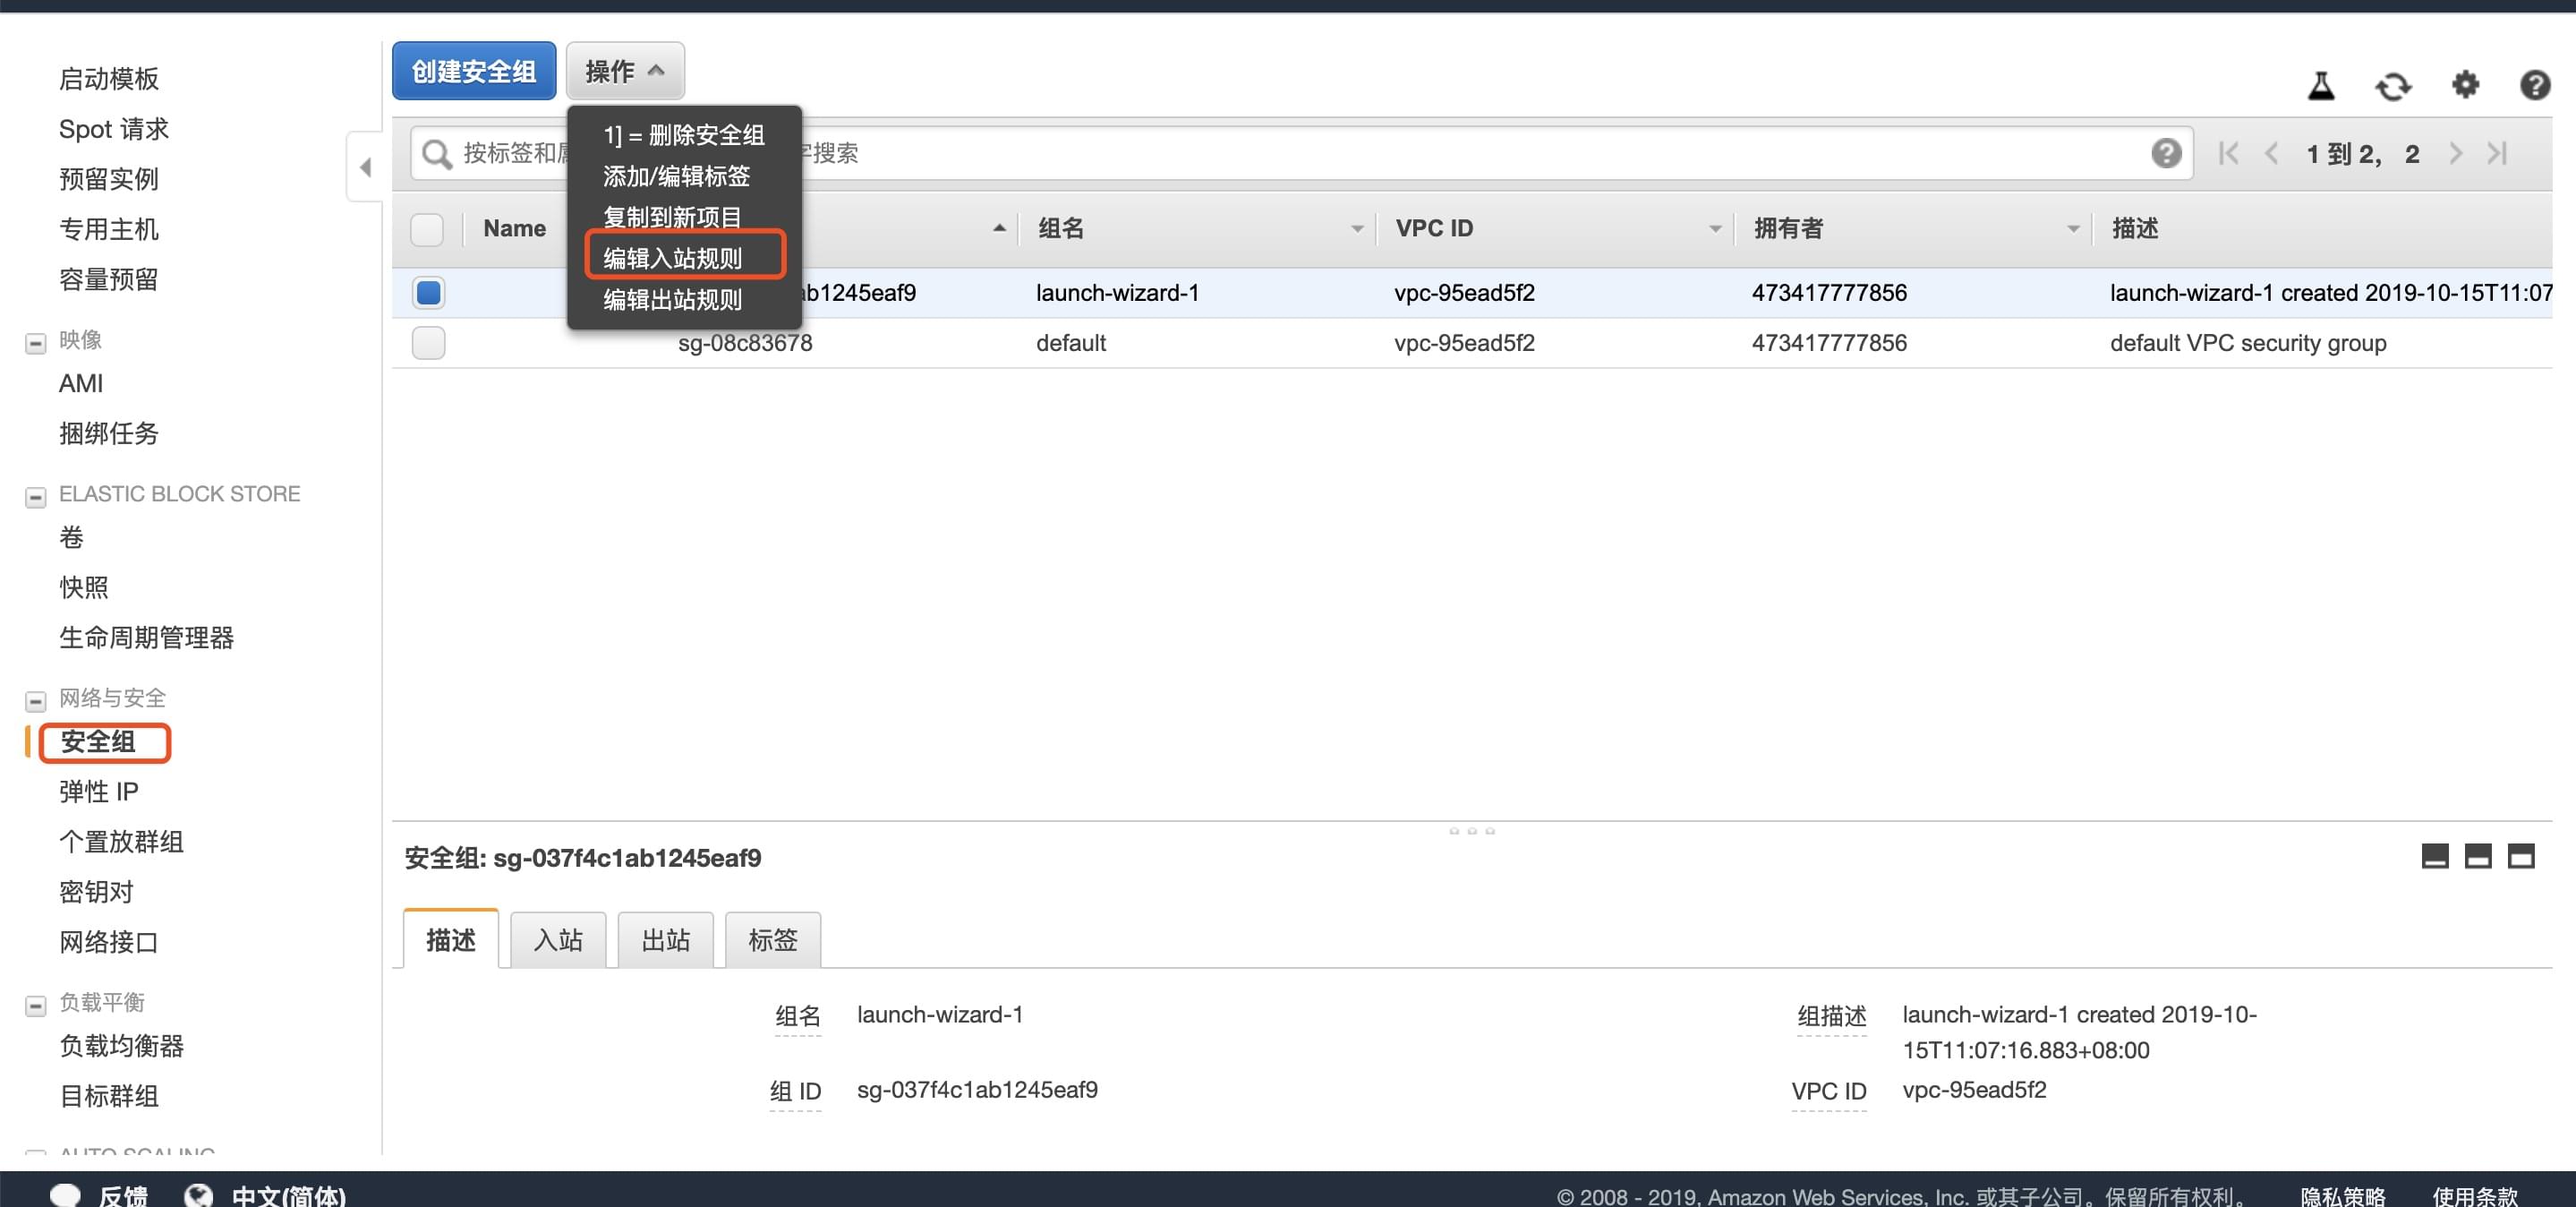 启动模板
Spot 请求
预留实例
专用主机
容量预留
映像
AMI
捆绑任务
ELASTIC BLOCK STORE
卷
快照
生命周期管理器
网络与安全
安全组
弹性 IP
个置放群组
密钥对
网络接口
负载平衡
负载均衡器
目标群组
AUTO SCALING
创建安全组 操作
1] = 删除安全组
添加/编辑标签
复制到新项目
编辑入站规则
编辑出站规则
按标签和 字搜索 1 到 2, 2
Name 组名 VPC ID 拥有者 描述
ab1245eaf9 launch-wizard-1 vpc-95ead5f2 473417777856 launch-wizard-1 created 2019-10-15T11:07
sg-08c83678 default vpc-95ead5f2 473417777856 default VPC security group
安全组: sg-037f4c1ab1245eaf9
描述 入站 出站 标签
组名 launch-wizard-1
组描述 launch-wizard-1 created 2019-10-
15T11:07:16.883+08:00
组 ID sg-037f4c1ab1245eaf9
VPC ID vpc-95ead5f2
反馈 中文(简体) © 2008 - 2019, Amazon Web Services, Inc. 或其子公司。保留所有权利。 隐私策略 使用条款